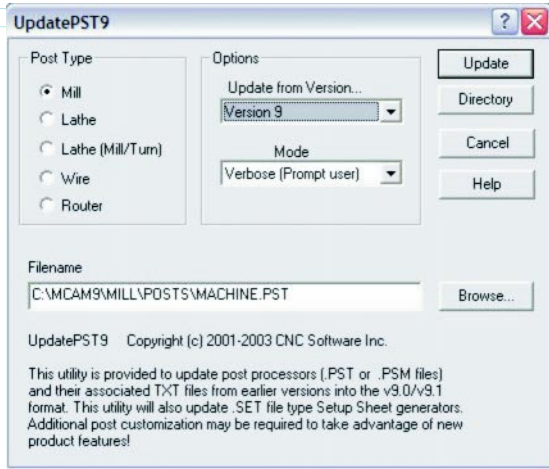 UpdatePST9
Post Type
Mill
Lathe
Lathe (Mill/Turn)
Wire
Router
Options
Update from Version...
Version 9
Mode
Verbose (Prompt user)
Update
Directory
Cancel
Help
Filename
C:\MCAM9\MILL\POSTS\MACHINE.PST
Browse...
UpdatePST9 Copyright (c) 2001-2003 CNC Software Inc.
This utility is provided to update post processors (.PST or .PSM files)
and their associated TXT files from earlier versions into the v9.0/v9.1
format. This utility will also update .SET file type Setup Sheet generators.
Additional post customization may be required to take advantage of new
product features!